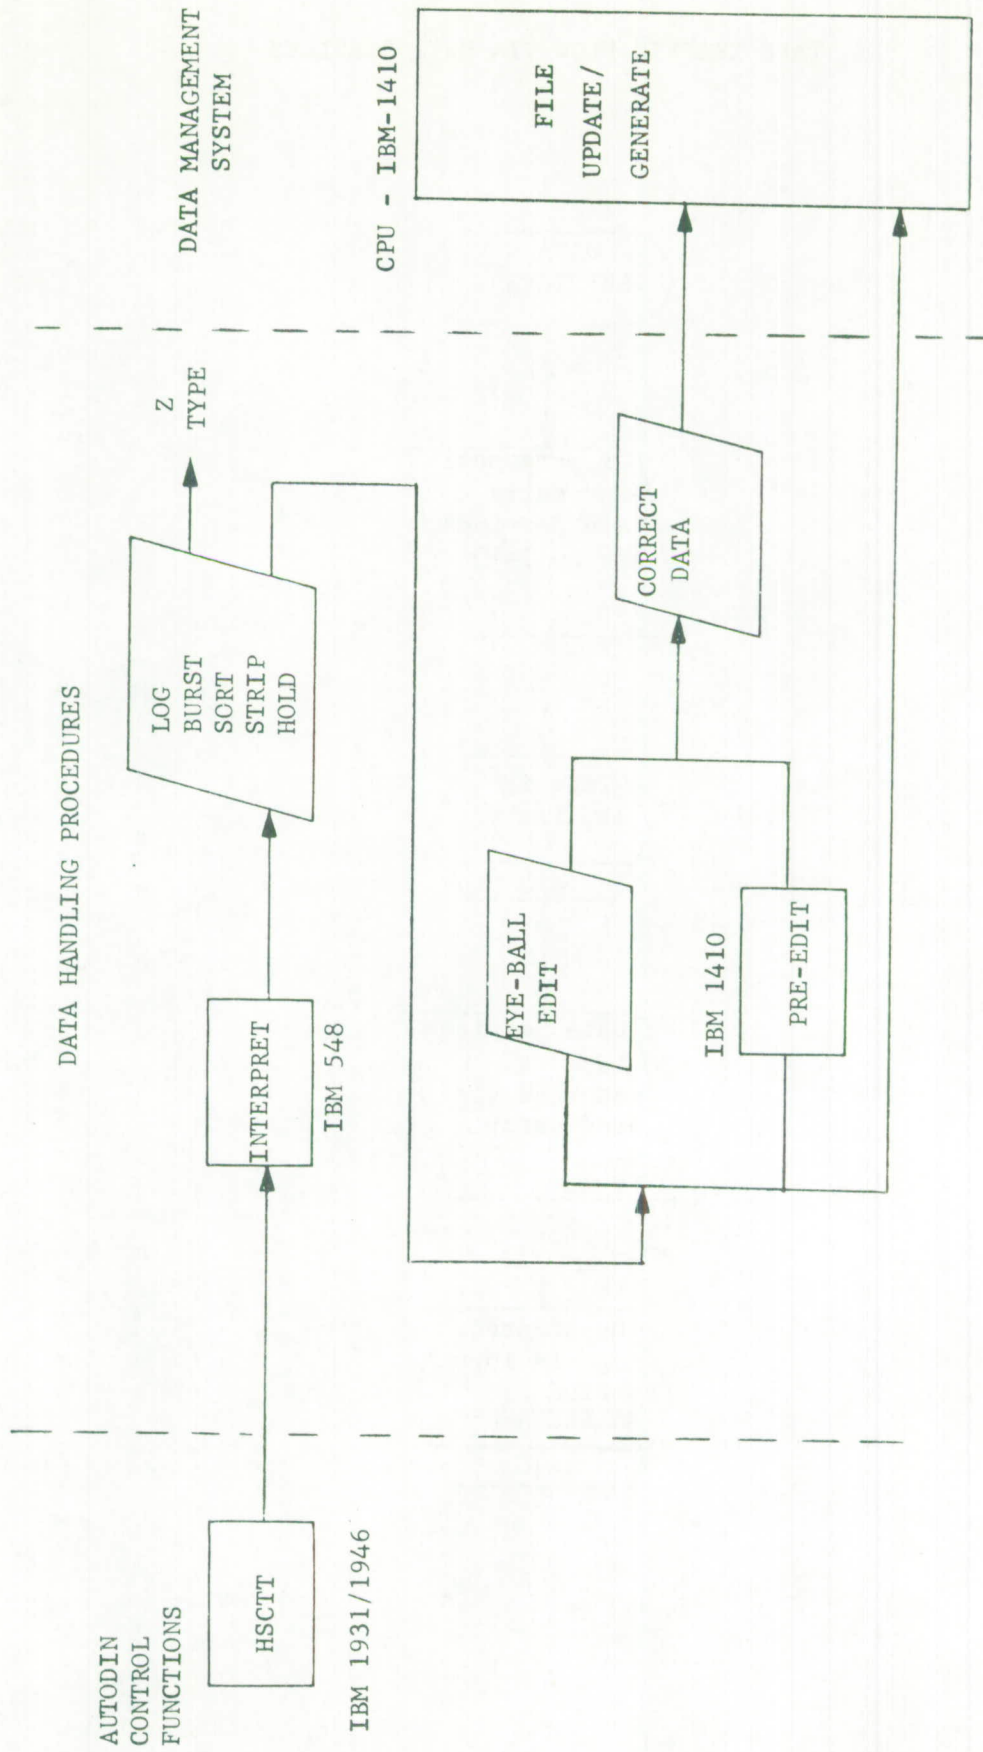 AUTODIN
CONTROL
FUNCTIONS
HSCTT
IBM 1931/1946
DATA HANDLING PROCEDURES
INTERPRET
IBM 548
LOG
BURST
SORT
STRIP
HOLD
Z
TYPE
EYE-BALL
EDIT
IBM 1410
PRE-EDIT
CORRECT
DATA
DATA MANAGEMENT
SYSTEM
CPU - IBM-1410
FILE
UPDATE/
GENERATE